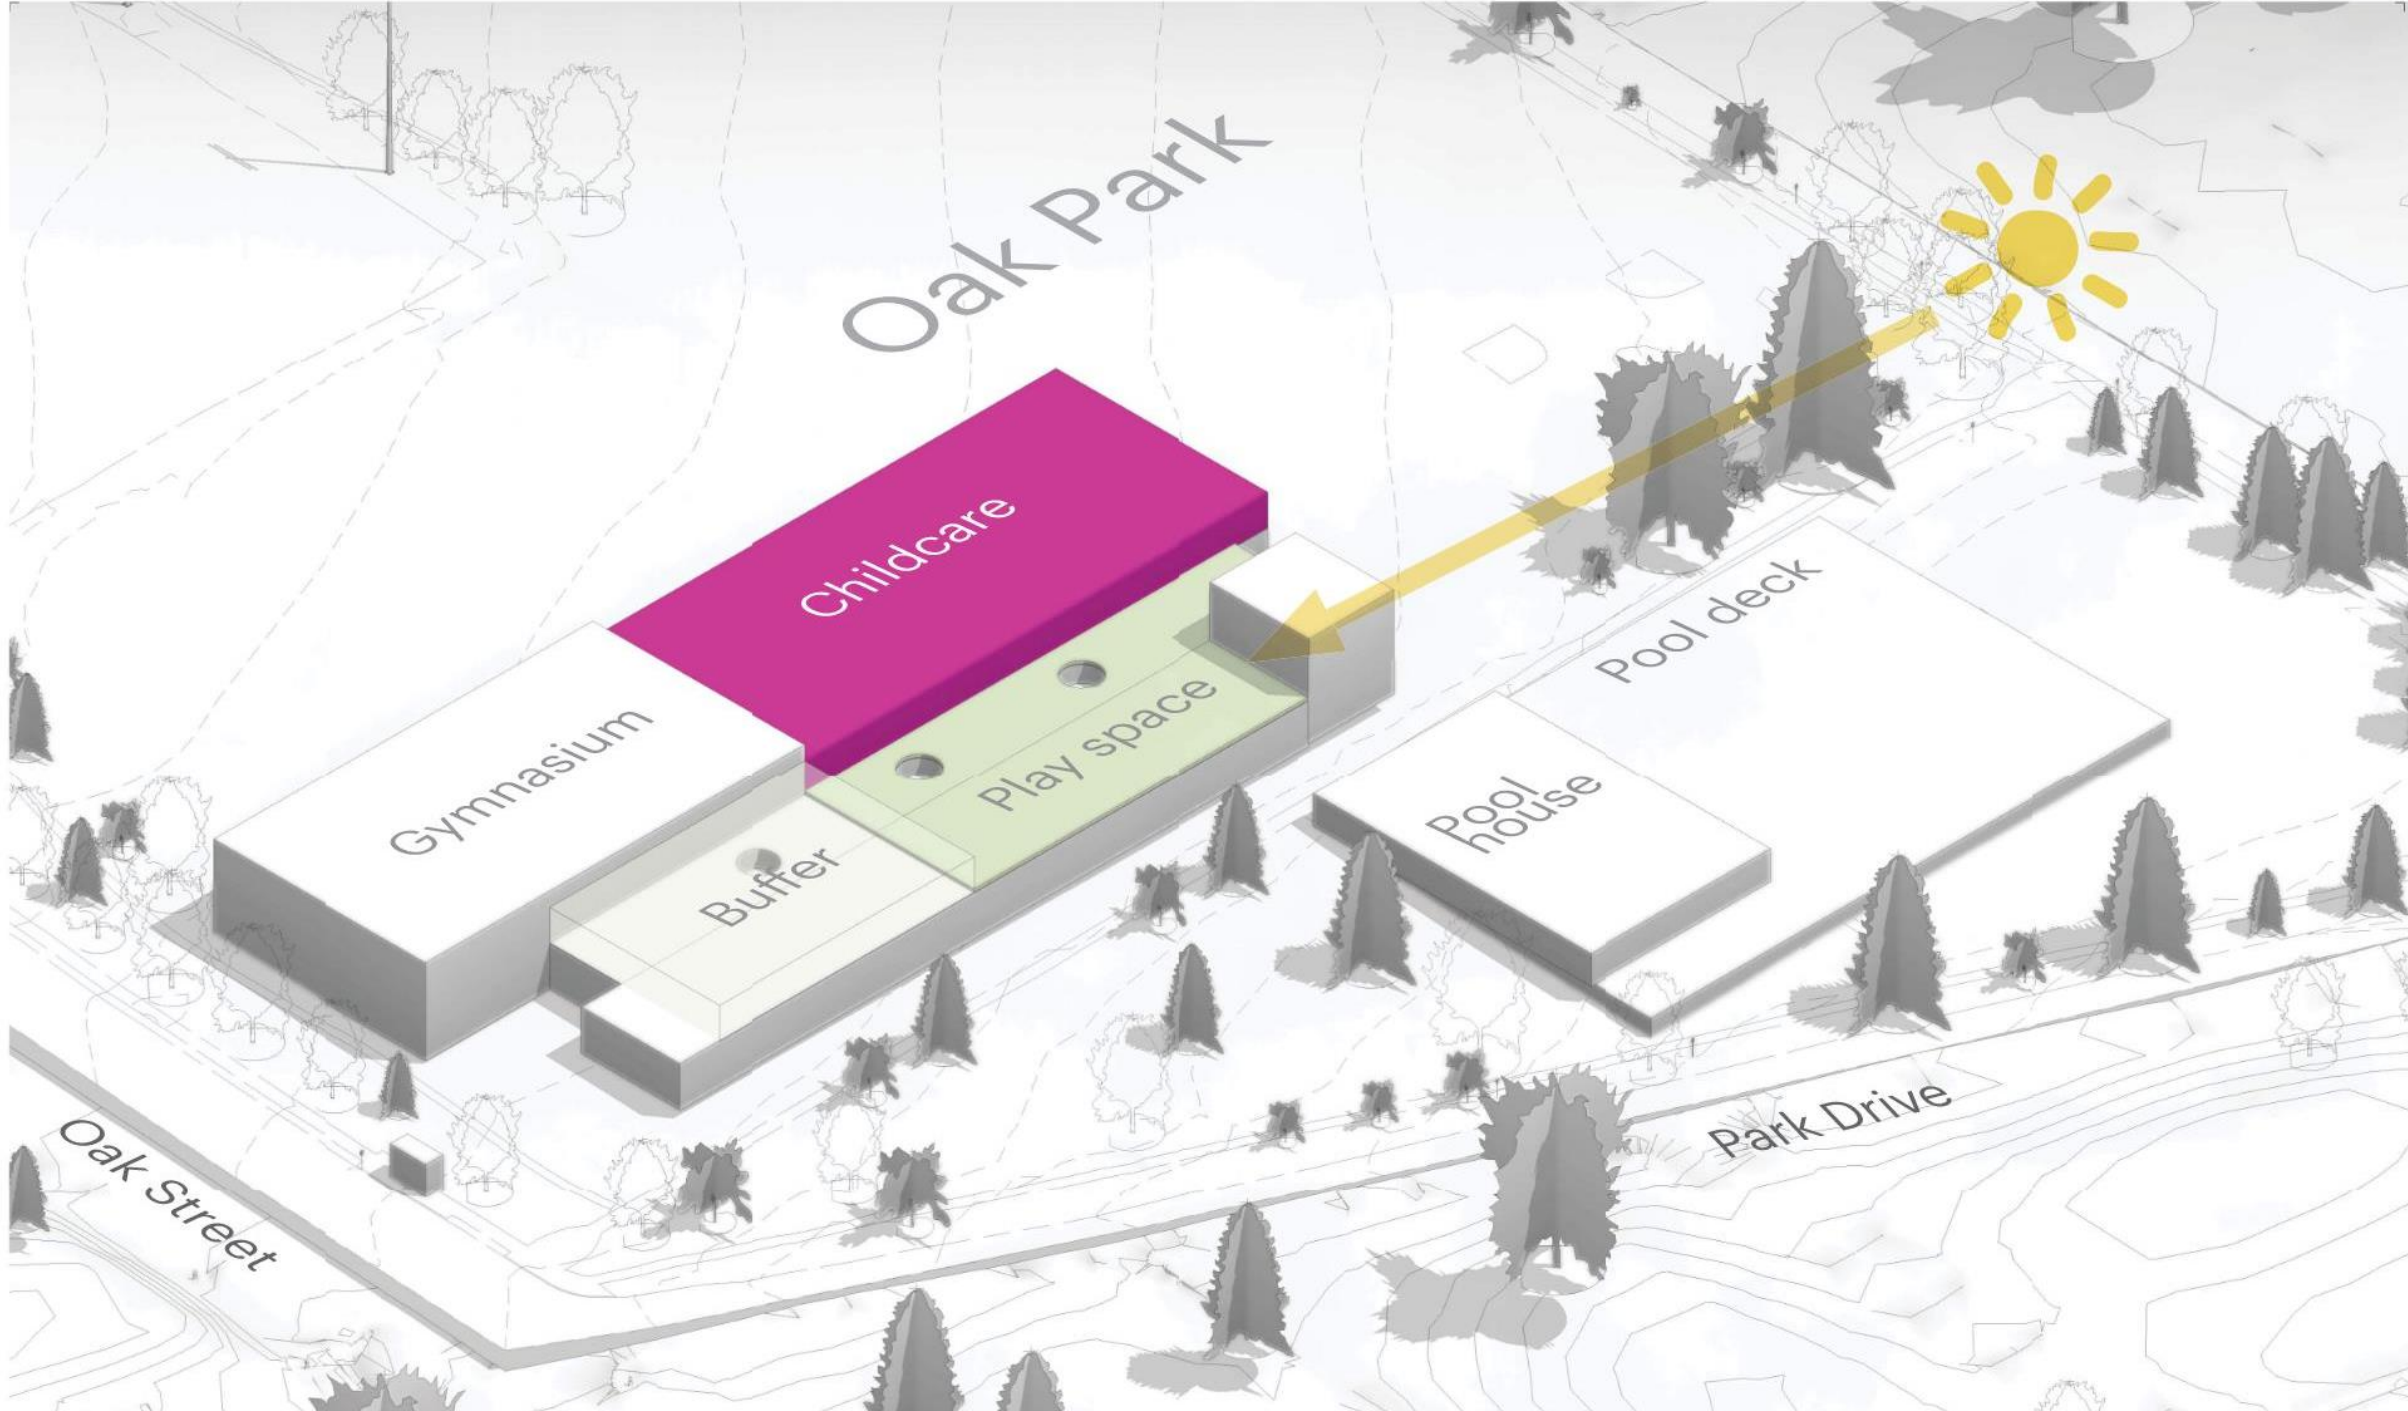 Oak Park
Childcare
Pool deck
Gymnasium
Play space
Pool
house
Buffer
Park Drive
Oak Street